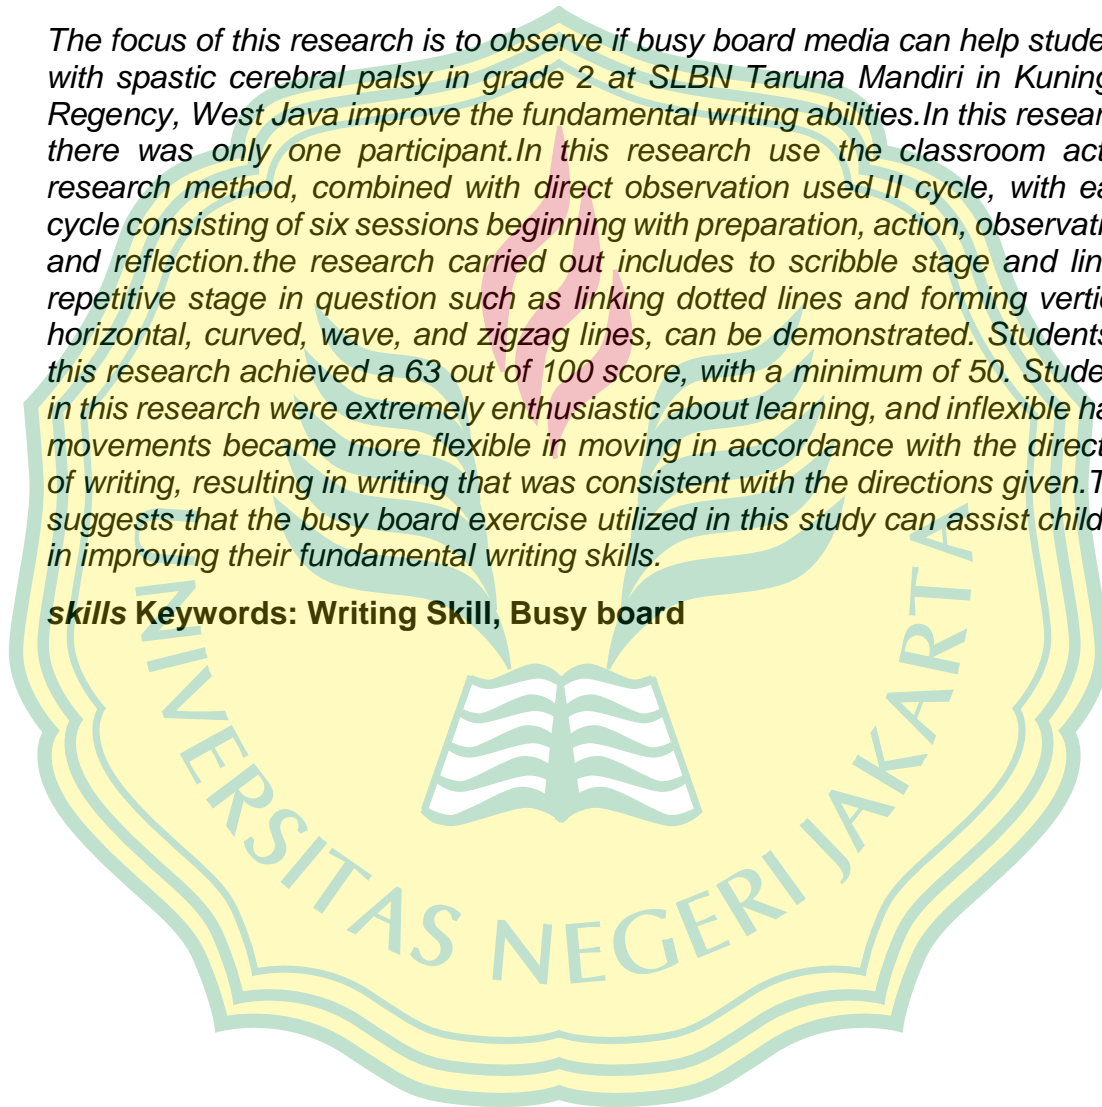 The focus of this research is to observe if busy board media can help stude
with spastic cerebral palsy in grade 2 at SLBN Taruna Mandiri in Kuning
Regency, West Java improve the fundamental writing abilities.In this resear
there was only one participant.In this research use the classroom act
research method, combined with direct observation used II cycle, with ea
cycle consisting of six sessions beginning with preparation, action, observati
and reflection.the research carried out includes to scribble stage and lin
repetitive stage in question such as linking dotted lines and forming verti
horizontal, curved, wave, and zigzag lines, can be demonstrated. Students
this research achieved a 63 out of 100 score, with a minimum of 50. Stude
in this research were extremely enthusiastic about learning, and inflexible ha
movements became more flexible in moving in accordance with the direct
of writing, resulting in writing that was consistent with the directions given.T
suggests that the busy board exercise utilized in this study can assist child
in improving their fundamental writing skills.
skills Keywords: Writing Skill, Busy board
UNIVERSITAS NEGERI JAKARTA